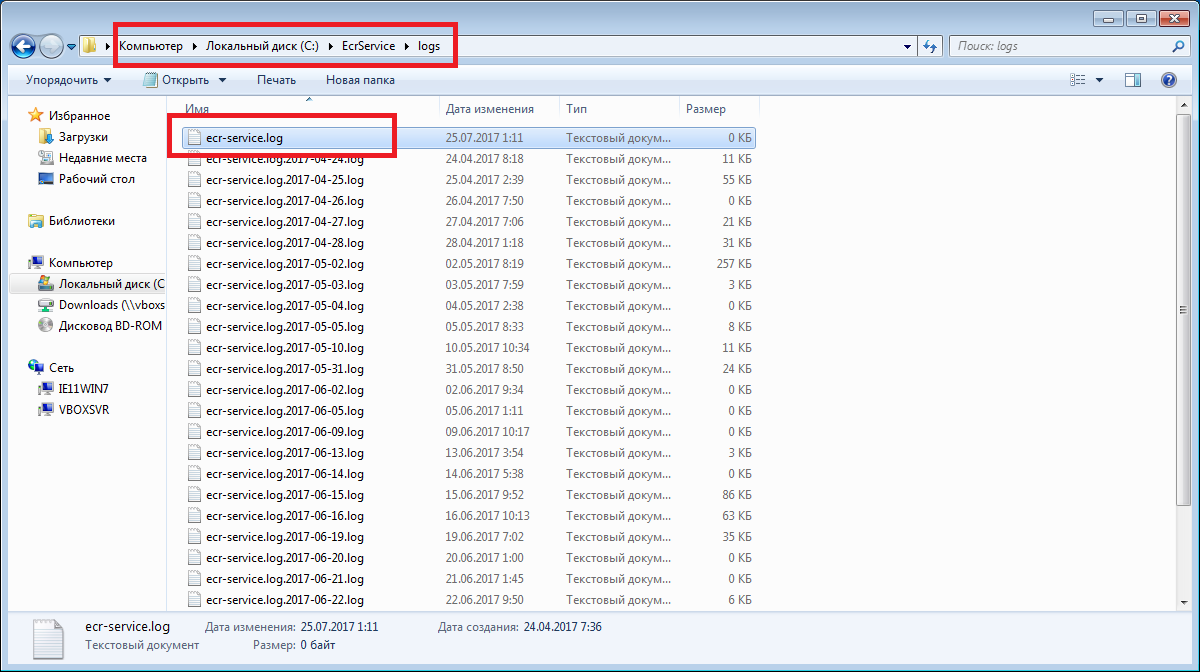 Компьютер Локальный диск (C:) EcrService logs Поиск: logs
Упорядочить Открыть Печать Новая папка
Имя Дата изменения Тип Размер
Избранное
Загрузки
Недавние места
Рабочий стол
Библиотеки
Компьютер
Локальный диск (C
Downloads (\\vboxs
Дисковод BD-ROM
Сеть
IE11WIN7
VBOXSVR
ecr-service.log 25.07.2017 1:11 Текстовый докум... 0 КБ
ecr-service.log.2017-04-24.log 24.04.2017 8:18 Текстовый докум... 11 КБ
ecr-service.log.2017-04-25.log 25.04.2017 2:39 Текстовый докум... 55 КБ
ecr-service.log.2017-04-26.log 26.04.2017 7:50 Текстовый докум... 0 КБ
ecr-service.log.2017-04-27.log 27.04.2017 7:06 Текстовый докум... 21 КБ
ecr-service.log.2017-04-28.log 28.04.2017 1:18 Текстовый докум... 31 КБ
ecr-service.log.2017-05-02.log 02.05.2017 8:19 Текстовый докум... 257 КБ
ecr-service.log.2017-05-03.log 03.05.2017 7:59 Текстовый докум... 3 КБ
ecr-service.log.2017-05-04.log 04.05.2017 2:38 Текстовый докум... 0 КБ
ecr-service.log.2017-05-05.log 05.05.2017 8:33 Текстовый докум... 8 КБ
ecr-service.log.2017-05-10.log 10.05.2017 10:34 Текстовый докум... 11 КБ
ecr-service.log.2017-05-31.log 31.05.2017 8:50 Текстовый докум... 24 КБ
ecr-service.log.2017-06-02.log 02.06.2017 9:34 Текстовый докум... 0 КБ
ecr-service.log.2017-06-05.log 05.06.2017 1:11 Текстовый докум... 0 КБ
ecr-service.log.2017-06-09.log 09.06.2017 10:17 Текстовый докум... 0 КБ
ecr-service.log.2017-06-13.log 13.06.2017 3:54 Текстовый докум... 3 КБ
ecr-service.log.2017-06-14.log 14.06.2017 5:38 Текстовый докум... 0 КБ
ecr-service.log.2017-06-15.log 15.06.2017 9:52 Текстовый докум... 86 КБ
ecr-service.log.2017-06-16.log 16.06.2017 10:13 Текстовый докум... 63 КБ
ecr-service.log.2017-06-19.log 19.06.2017 7:02 Текстовый докум... 35 КБ
ecr-service.log.2017-06-20.log 20.06.2017 1:00 Текстовый докум... 0 КБ
ecr-service.log.2017-06-21.log 21.06.2017 1:45 Текстовый докум... 0 КБ
ecr-service.log.2017-06-22.log 22.06.2017 9:50 Текстовый докум... 6 КБ
ecr-service.log Дата изменения: 25.07.2017 1:11 Дата создания: 24.04.2017 7:36
Текстовый документ Размер: 0 байт